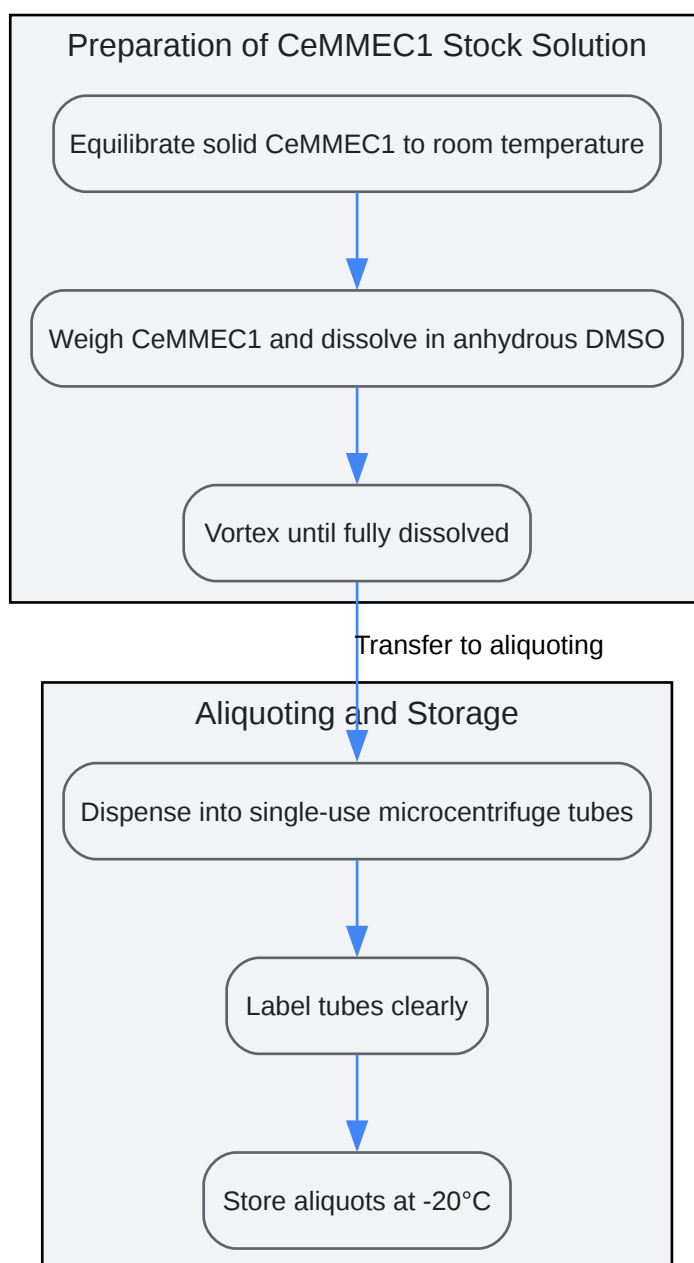 Preparation of CeMMEC1 Stock Solution
Equilibrate solid CeMMEC1 to room temperature
Weigh CeMMEC1 and dissolve in anhydrous DMSO
Vortex until fully dissolved
Transfer to aliquoting
Aliquoting and Storage
Dispense into single-use microcentrifuge tubes
Label tubes clearly
Store aliquots at -20°C